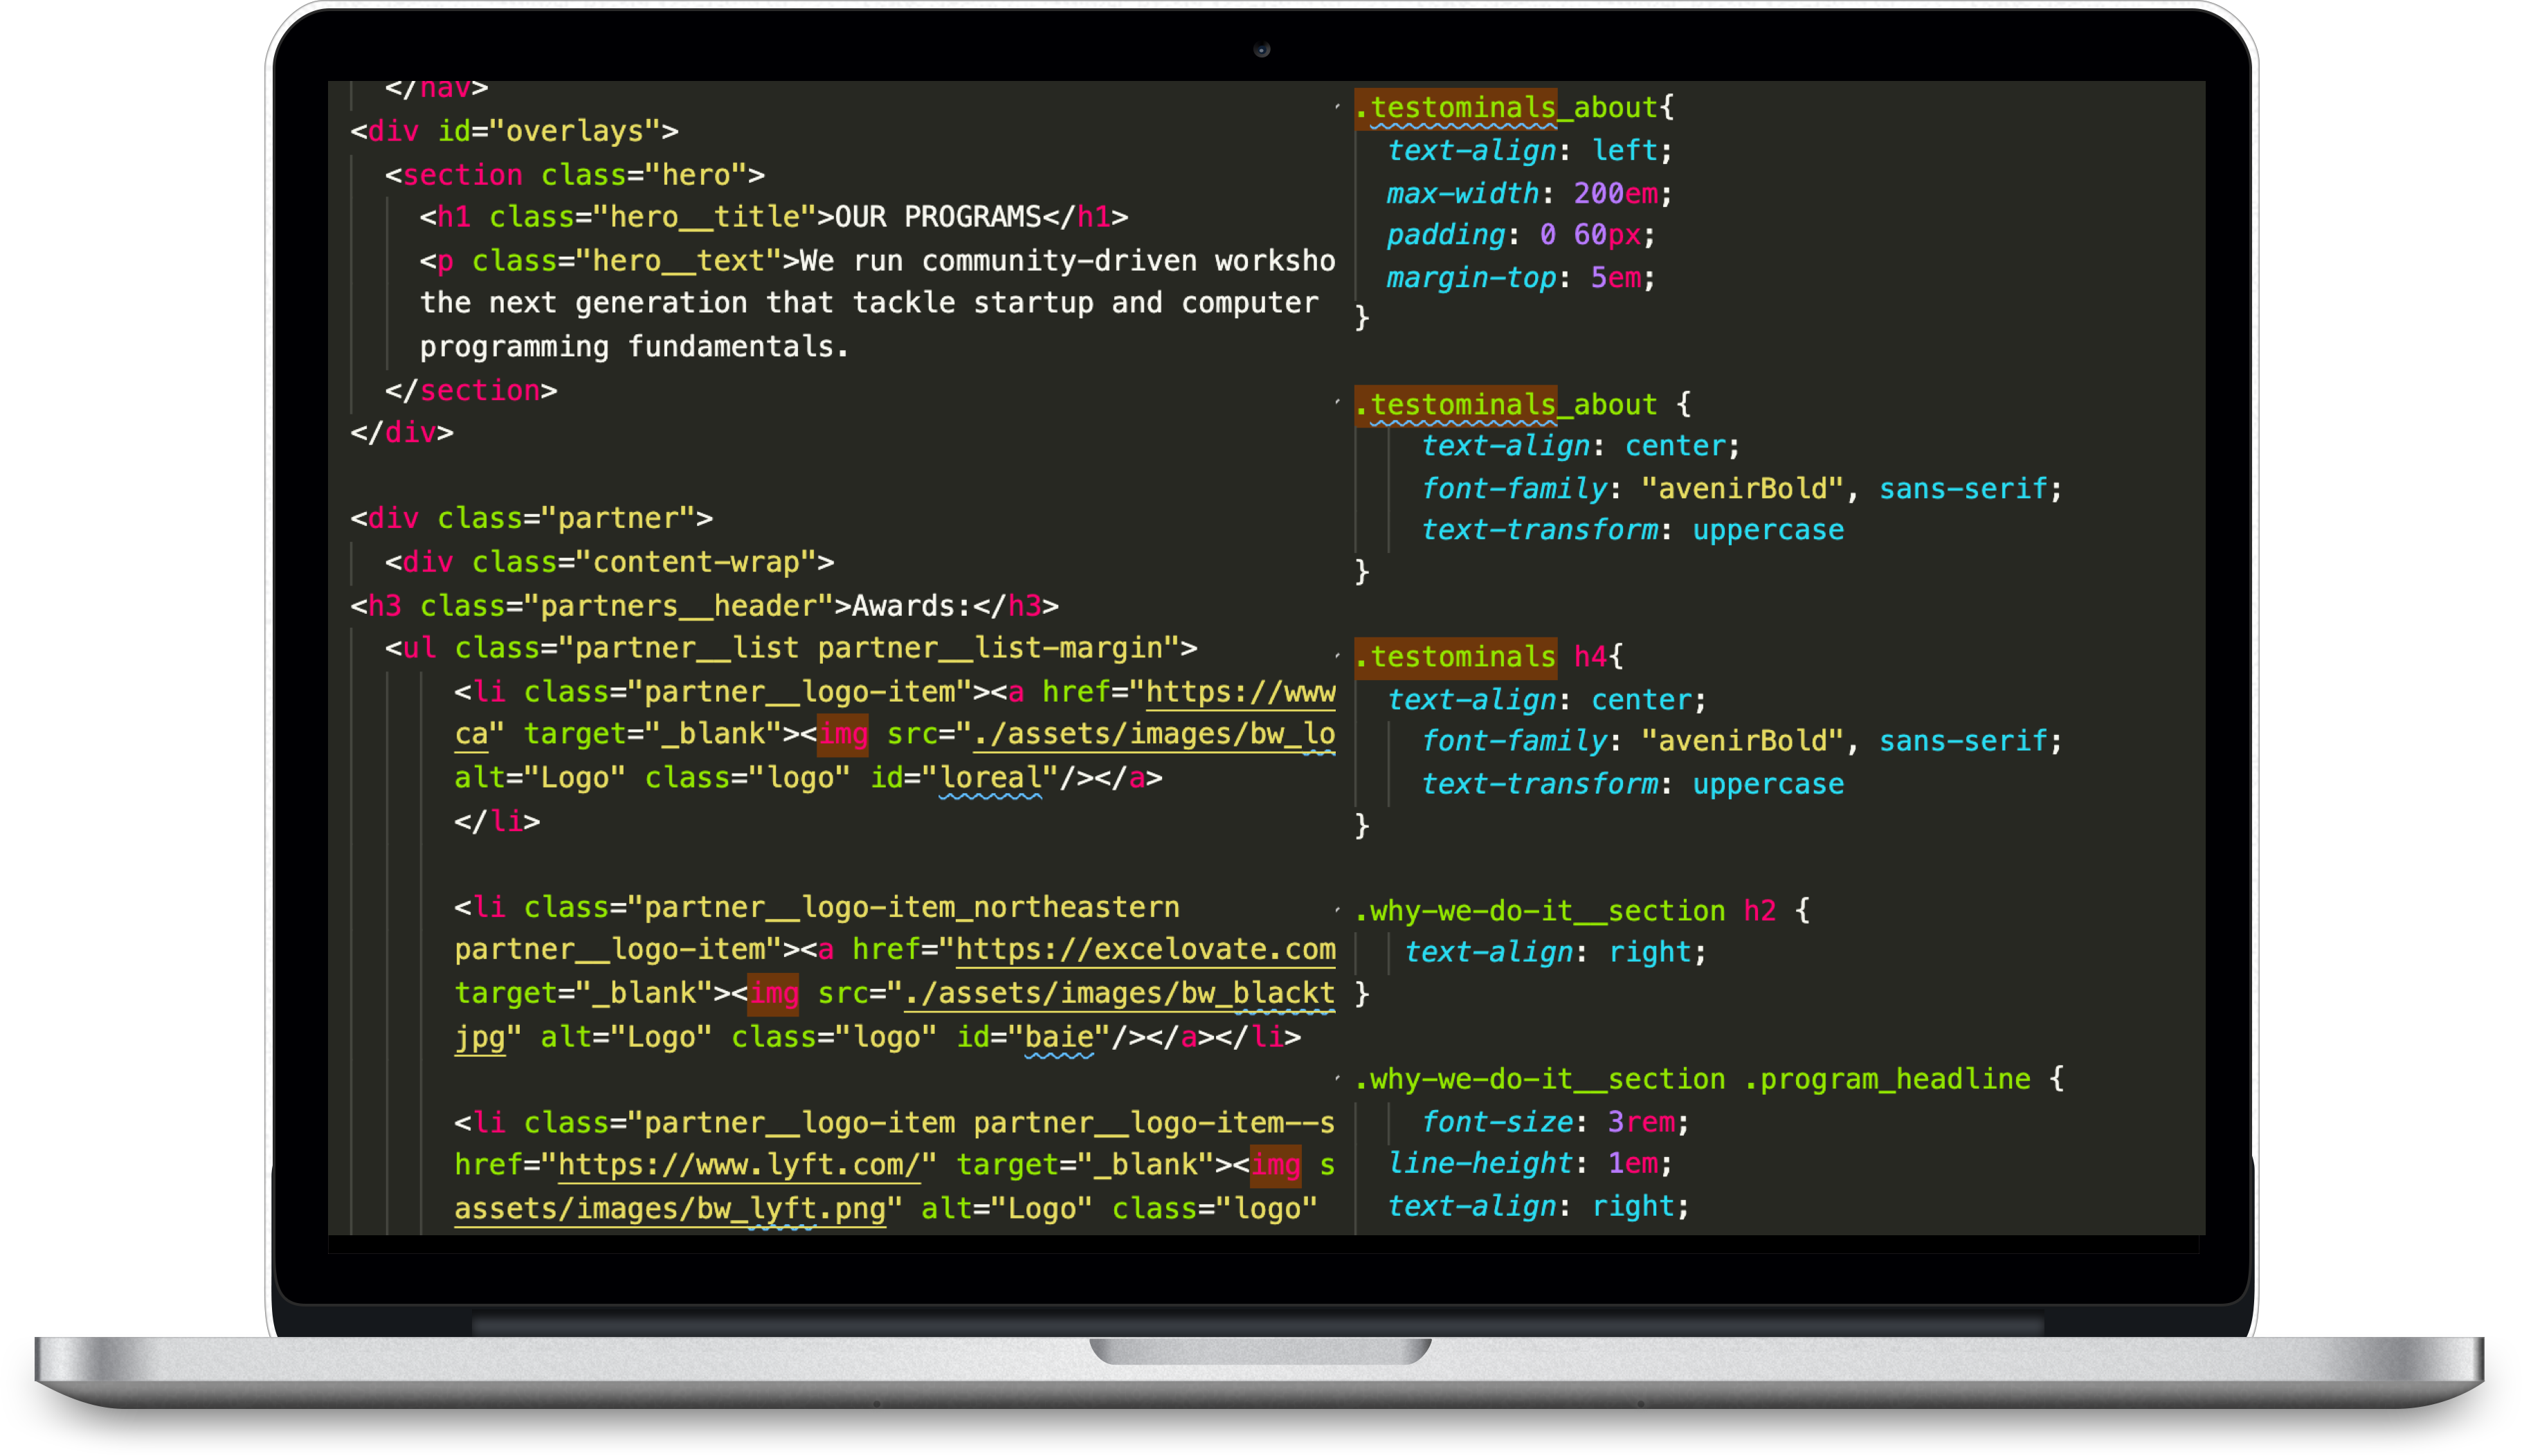 </nav>
<div id="overlays">
<section class="hero">
<h1 class="hero__title">OUR PROGRAMS</h1>
<p class="hero__text">We run community-driven worksho
the next generation that tackle startup and computer
programming fundamentals.
</section>
</div>
<div class="partner">
<div class="content-wrap">
<h3 class="partners__header">Awards:</h3>
<ul class="partner__list partner__list-margin">
<li class="partner__logo-item"><a href="https://www
ca" target="_blank"><img src="./assets/images/bw_lo
alt="Logo" class="logo" id="loreal"/></a>
</li>
<li class="partner__logo-item_northeastern
partner__logo-item"><a href="https://excelovate.com
target="_blank"><img src="./assets/images/bw_blackt
jpg" alt="Logo" class="logo" id="baie"/></a></li>
<li class="partner__logo-item partner__logo-item--s
href="https://www.lyft.com/" target="_blank"><img s
assets/images/bw_lyft.png" alt="Logo" class="logo"
.testominals_about{
text-align: left;
max-width: 200em;
padding: 0 60px;
margin-top: 5em;
}
.testominals_about {
text-align: center;
font-family: "avenirBold", sans-serif;
text-transform: uppercase
}
.testominals h4{
text-align: center;
font-family: "avenirBold", sans-serif;
text-transform: uppercase
}
.why-we-do-it__section h2 {
text-align: right;
}
.why-we-do-it__section .program_headline {
font-size: 3rem;
line-height: 1em;
text-align: right;